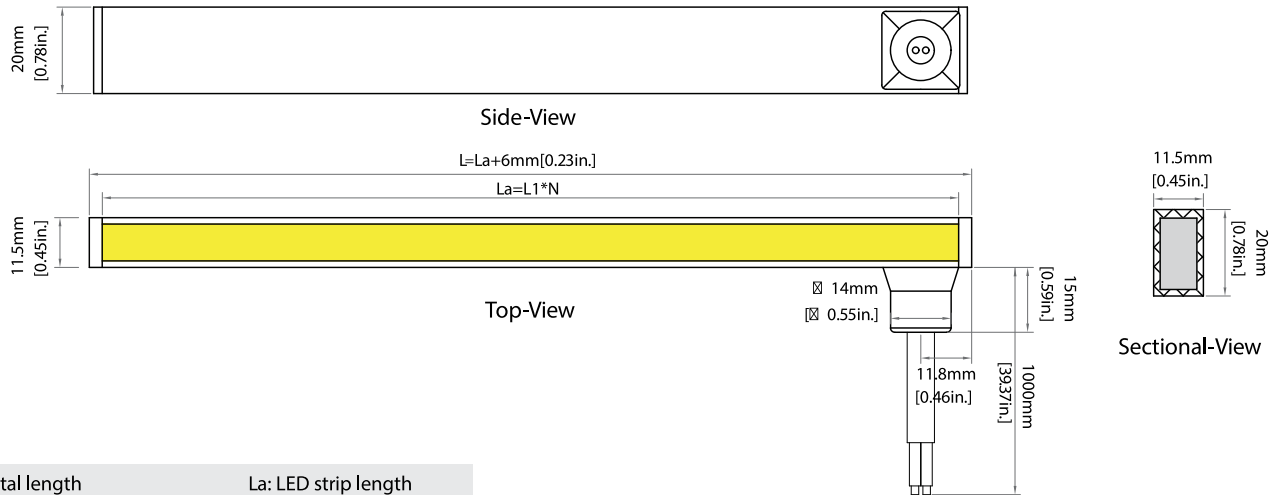 20mm
[0.78in.]
Side-View
L=La+6mm[0.23in.]
La=L1*N
11.5mm
[0.45in.]
Top-View
14mm
[ 0.55in.]
15mm
[0.59in.]
11.8mm
[0.46in.]
1000mm
[39.37in.]
11.5mm
[0.45in.]
20mm
[0.78in.]
Sectional-View
tal length
La: LED strip length